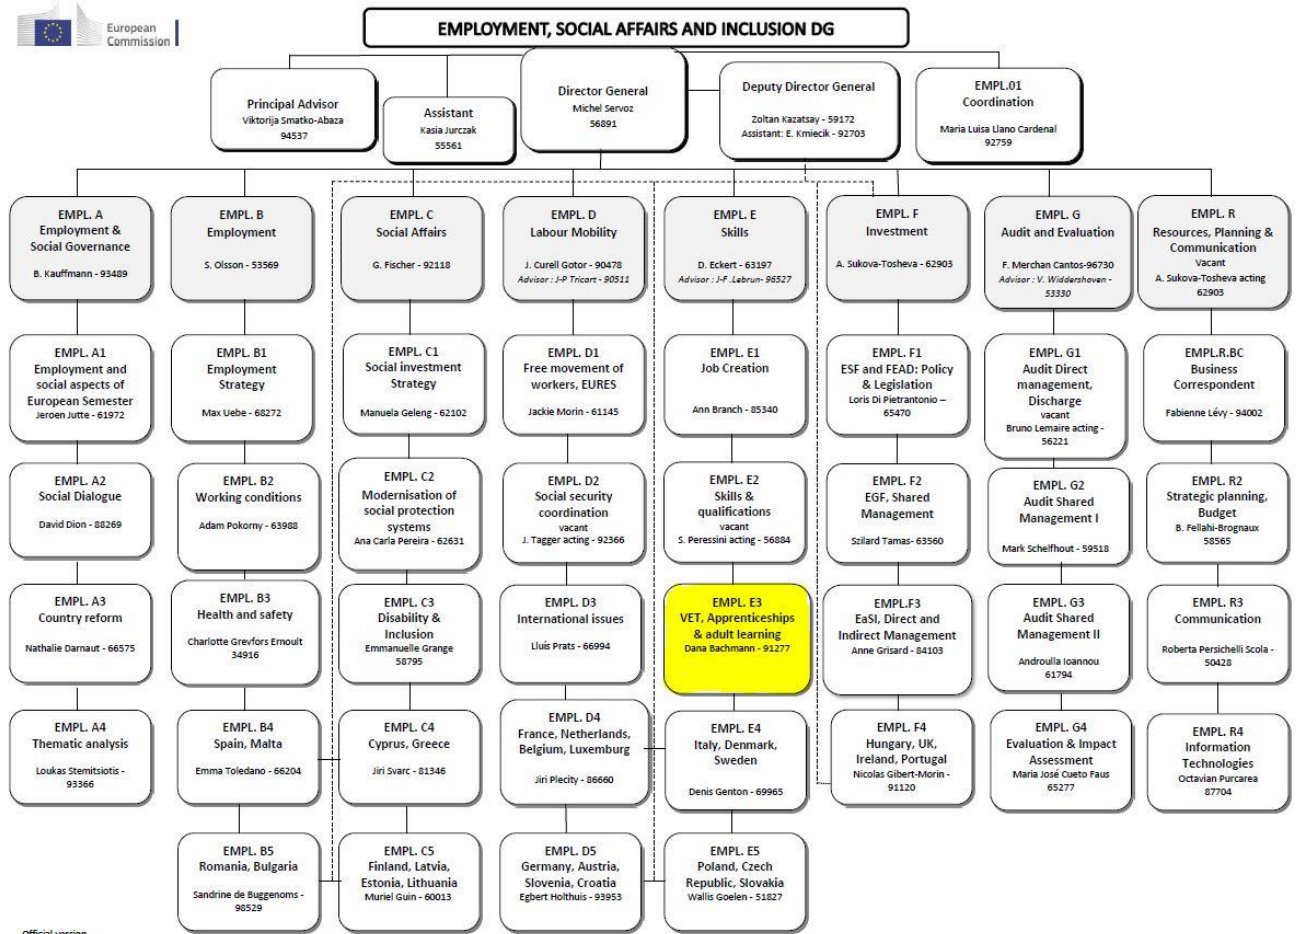 European
Commission
EMPLOYMENT, SOCIAL AFFAIRS AND INCLUSION DG
Principal Advisor
Viktorija Smatko-Abaza
94537
Assistant
Kasia Jurczak
55561
Director General
Michel Servoz
56891
Deputy Director General
Zoltan Kazatsay - 59172
Assistant: E. Kmiecik - 92703
EMPL.01
Coordination
Maria Luisa Llano Cardenal
92759
EMPL. A
Employment &
Social Governance
B. Kauffmann - 93489
EMPL. B
Employment
S. Olsson - 53569
EMPL. C
Social Affairs
G. Fischer - 92118
EMPL. D
Labour Mobility
J. Curell Gotor - 90478
Advisor : J-P Tricart - 90511
EMPL. E
Skills
D. Eckert - 63197
Advisor : J-F .Lebrun- 96527
EMPL. F
Investment
A. Sukova-Tosheva - 62903
EMPL. G
Audit and Evaluation
F. Merchan Cantos-96730
Advisor : V. Widdershoven -
53330
EMPL. R
Resources, Planning &
Communication
Vacant
A. Sukova-Tosheva acting
62903
EMPL. A1
Employment and
social aspects of
European Semester
Jeroen Jutte - 61972
EMPL. B1
Employment
Strategy
Max Uebe - 68272
EMPL. C1
Social investment
Strategy
Manuela Geleng - 62102
EMPL. D1
Free movement of
workers, EURES
Jackie Morin - 61145
EMPL. E1
Job Creation
Ann Branch - 85340
EMPL. F1
ESF and FEAD: Policy
& Legislation
Loris Di Pietrantonio –
65470
EMPL. G1
Audit Direct
management,
Discharge
vacant
Bruno Lemaire acting -
56221
EMPL.R.BC
Business
Correspondent
Fabienne Lévy - 94002
EMPL. A2
Social Dialogue
David Dion - 88269
EMPL. B2
Working conditions
Adam Pokorny - 63988
EMPL. C2
Modernisation of
social protection
systems
Ana Carla Pereira - 62631
EMPL. D2
Social security
coordination
vacant
J. Tagger acting - 92366
EMPL. E2
Skills &
qualifications
vacant
S. Peressini acting - 56884
EMPL. F2
EGF, Shared
Management
Szilard Tamas- 63560
EMPL. G2
Audit Shared
Management I
Mark Schelfhout - 59518
EMPL. R2
Strategic planning,
Budget
B. Fellahi-Brognaux
58565
EMPL. A3
Country reform
Nathalie Darnaut - 66575
EMPL. B3
Health and safety
Charlotte Grevfors Ernoult
34916
EMPL. C3
Disability &
Inclusion
Emmanuelle Grange
58795
EMPL. D3
International issues
Lluís Prats - 66994
EMPL. E3
VET, Apprenticeships
& adult learning
Dana Bachmann - 91277
EMPL.F3
EaSI, Direct and
Indirect Management
Anne Grisard - 84103
EMPL. G3
Audit Shared
Management II
Androulla Ioannou
61794
EMPL. R3
Communication
Roberta Persichelli Scola -
50428
EMPL. A4
Thematic analysis
Loukas Stemitsiotis -
93366
EMPL. B4
Spain, Malta
Emma Toledano - 66204
EMPL. C4
Cyprus, Greece
Jiri Svarc - 81346
EMPL. D4
France, Netherlands,
Belgium, Luxemburg
Jiri Plecity - 86660
EMPL. E4
Italy, Denmark,
Sweden
Denis Genton - 69965
EMPL. F4
Hungary, UK,
Ireland, Portugal
Nicolas Gibert-Morin -
91120
EMPL. G4
Evaluation & Impact
Assessment
Maria José Cueto Faus
65277
EMPL. R4
Information
Technologies
Octavian Purcarea
87704
EMPL. B5
Romania, Bulgaria
Sandrine de Buggenoms -
98529
EMPL. C5
Finland, Latvia,
Estonia, Lithuania
Muriel Guin - 60013
EMPL. D5
Germany, Austria,
Slovenia, Croatia
Egbert Holthuis - 93953
EMPL. E5
Poland, Czech
Republic, Slovakia
Wallis Goelen - 51827
Official version